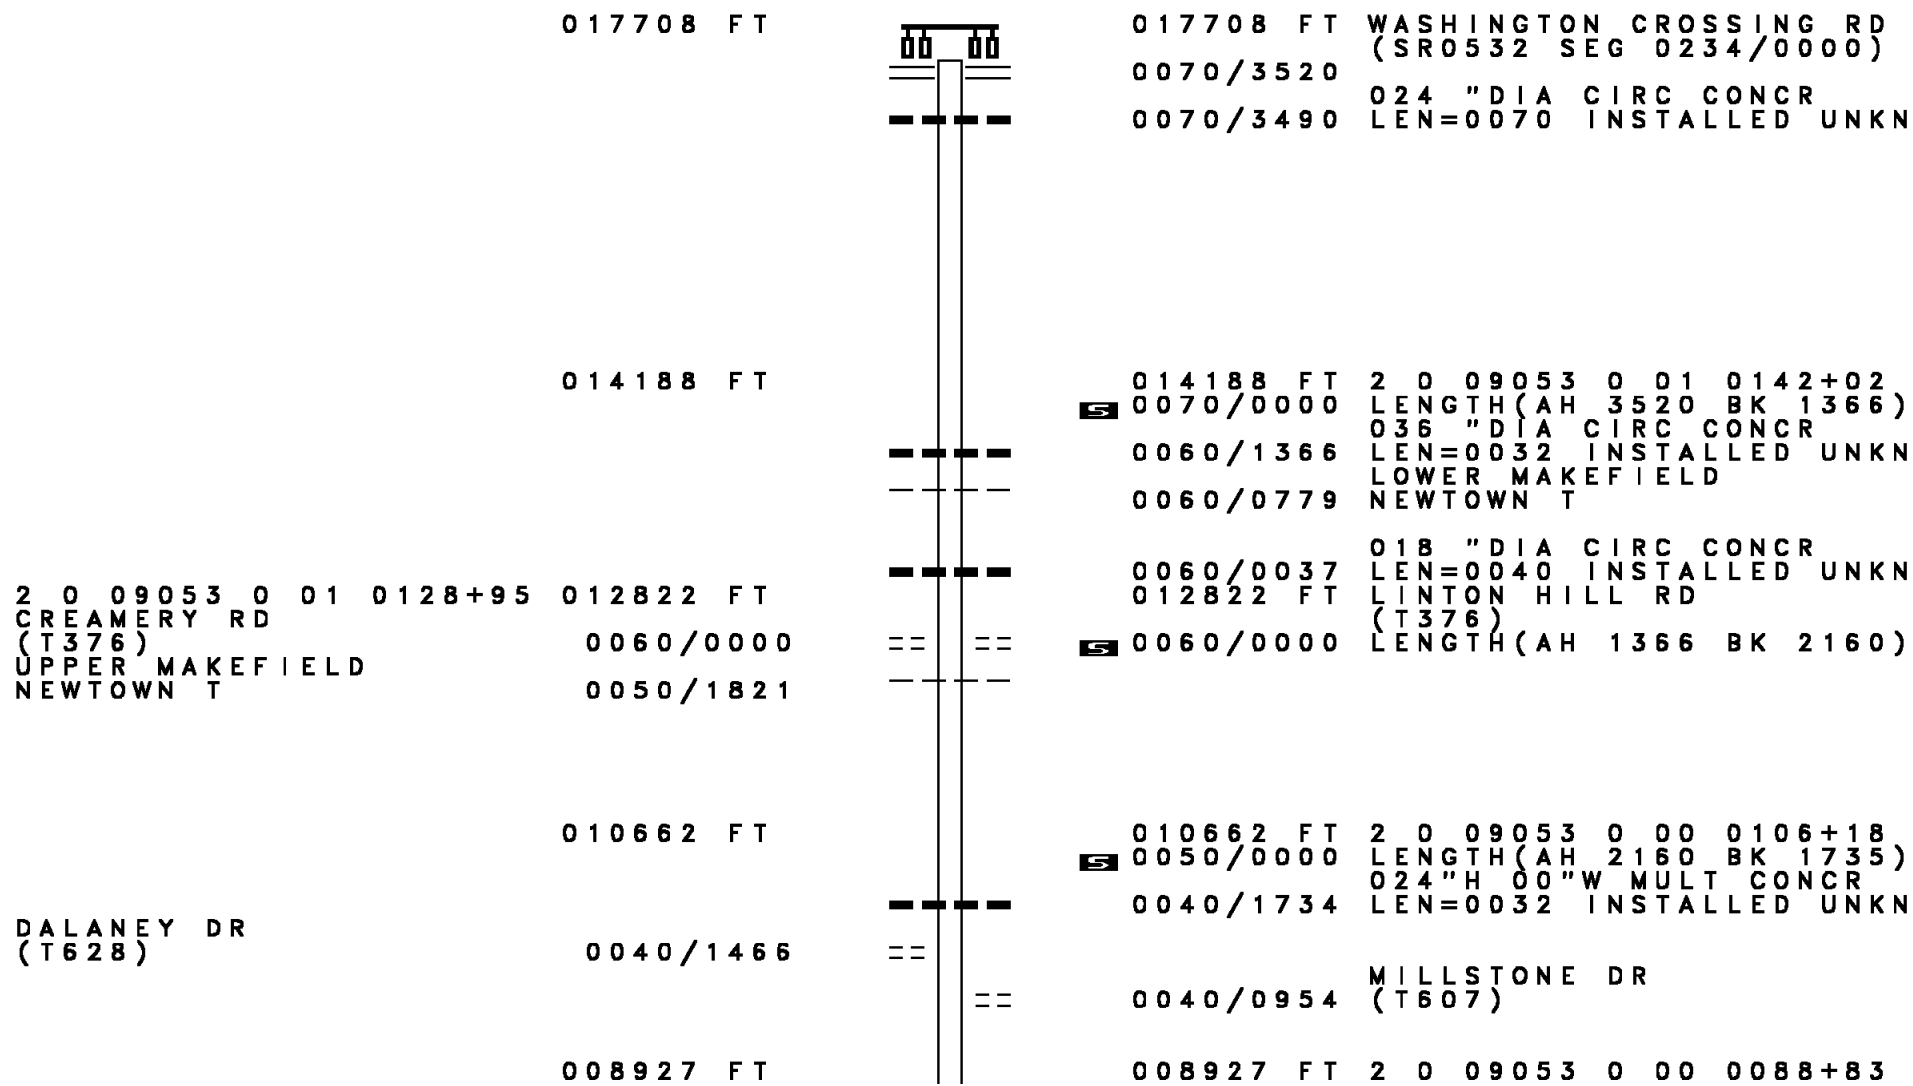 017708 FT 017708 FT WASHINGTON CROSSING RD
(SR0532 SEG 0234/0000)
0070/3520
024 "DIA CIRC CONCR
0070/3490 LEN=0070 INSTALLED UNKN
014188 FT 014188 FT 2 0 09053 0 01 0142+02
S 0070/0000 LENGTH(AH 3520 BK 1366)
036 "DIA CIRC CONCR
0060/1366 LEN=0032 INSTALLED UNKN
LOWER MAKEFIELD
0060/0779 NEWTOWN T
018 "DIA CIRC CONCR
0060/0037 LEN=0040 INSTALLED UNKN
2 0 09053 0 01 0128+95 012822 FT 012822 FT LINTON HILL RD
CREAMERY RD (T376)
(T376) 0060/0000 S 0060/0000 LENGTH(AH 1366 BK 2160)
UPPER MAKEFIELD
NEWTOWN T 0050/1821
010662 FT 010662 FT 2 0 09053 0 00 0106+18
S 0050/0000 LENGTH(AH 2160 BK 1735)
024"H 00"W MULT CONCR
0040/1734 LEN=0032 INSTALLED UNKN
DALANEY DR
(T628) 0040/1466
MILLSTONE DR
0040/0954 (T607)
008927 FT 008927 FT 2 0 09053 0 00 0088+83